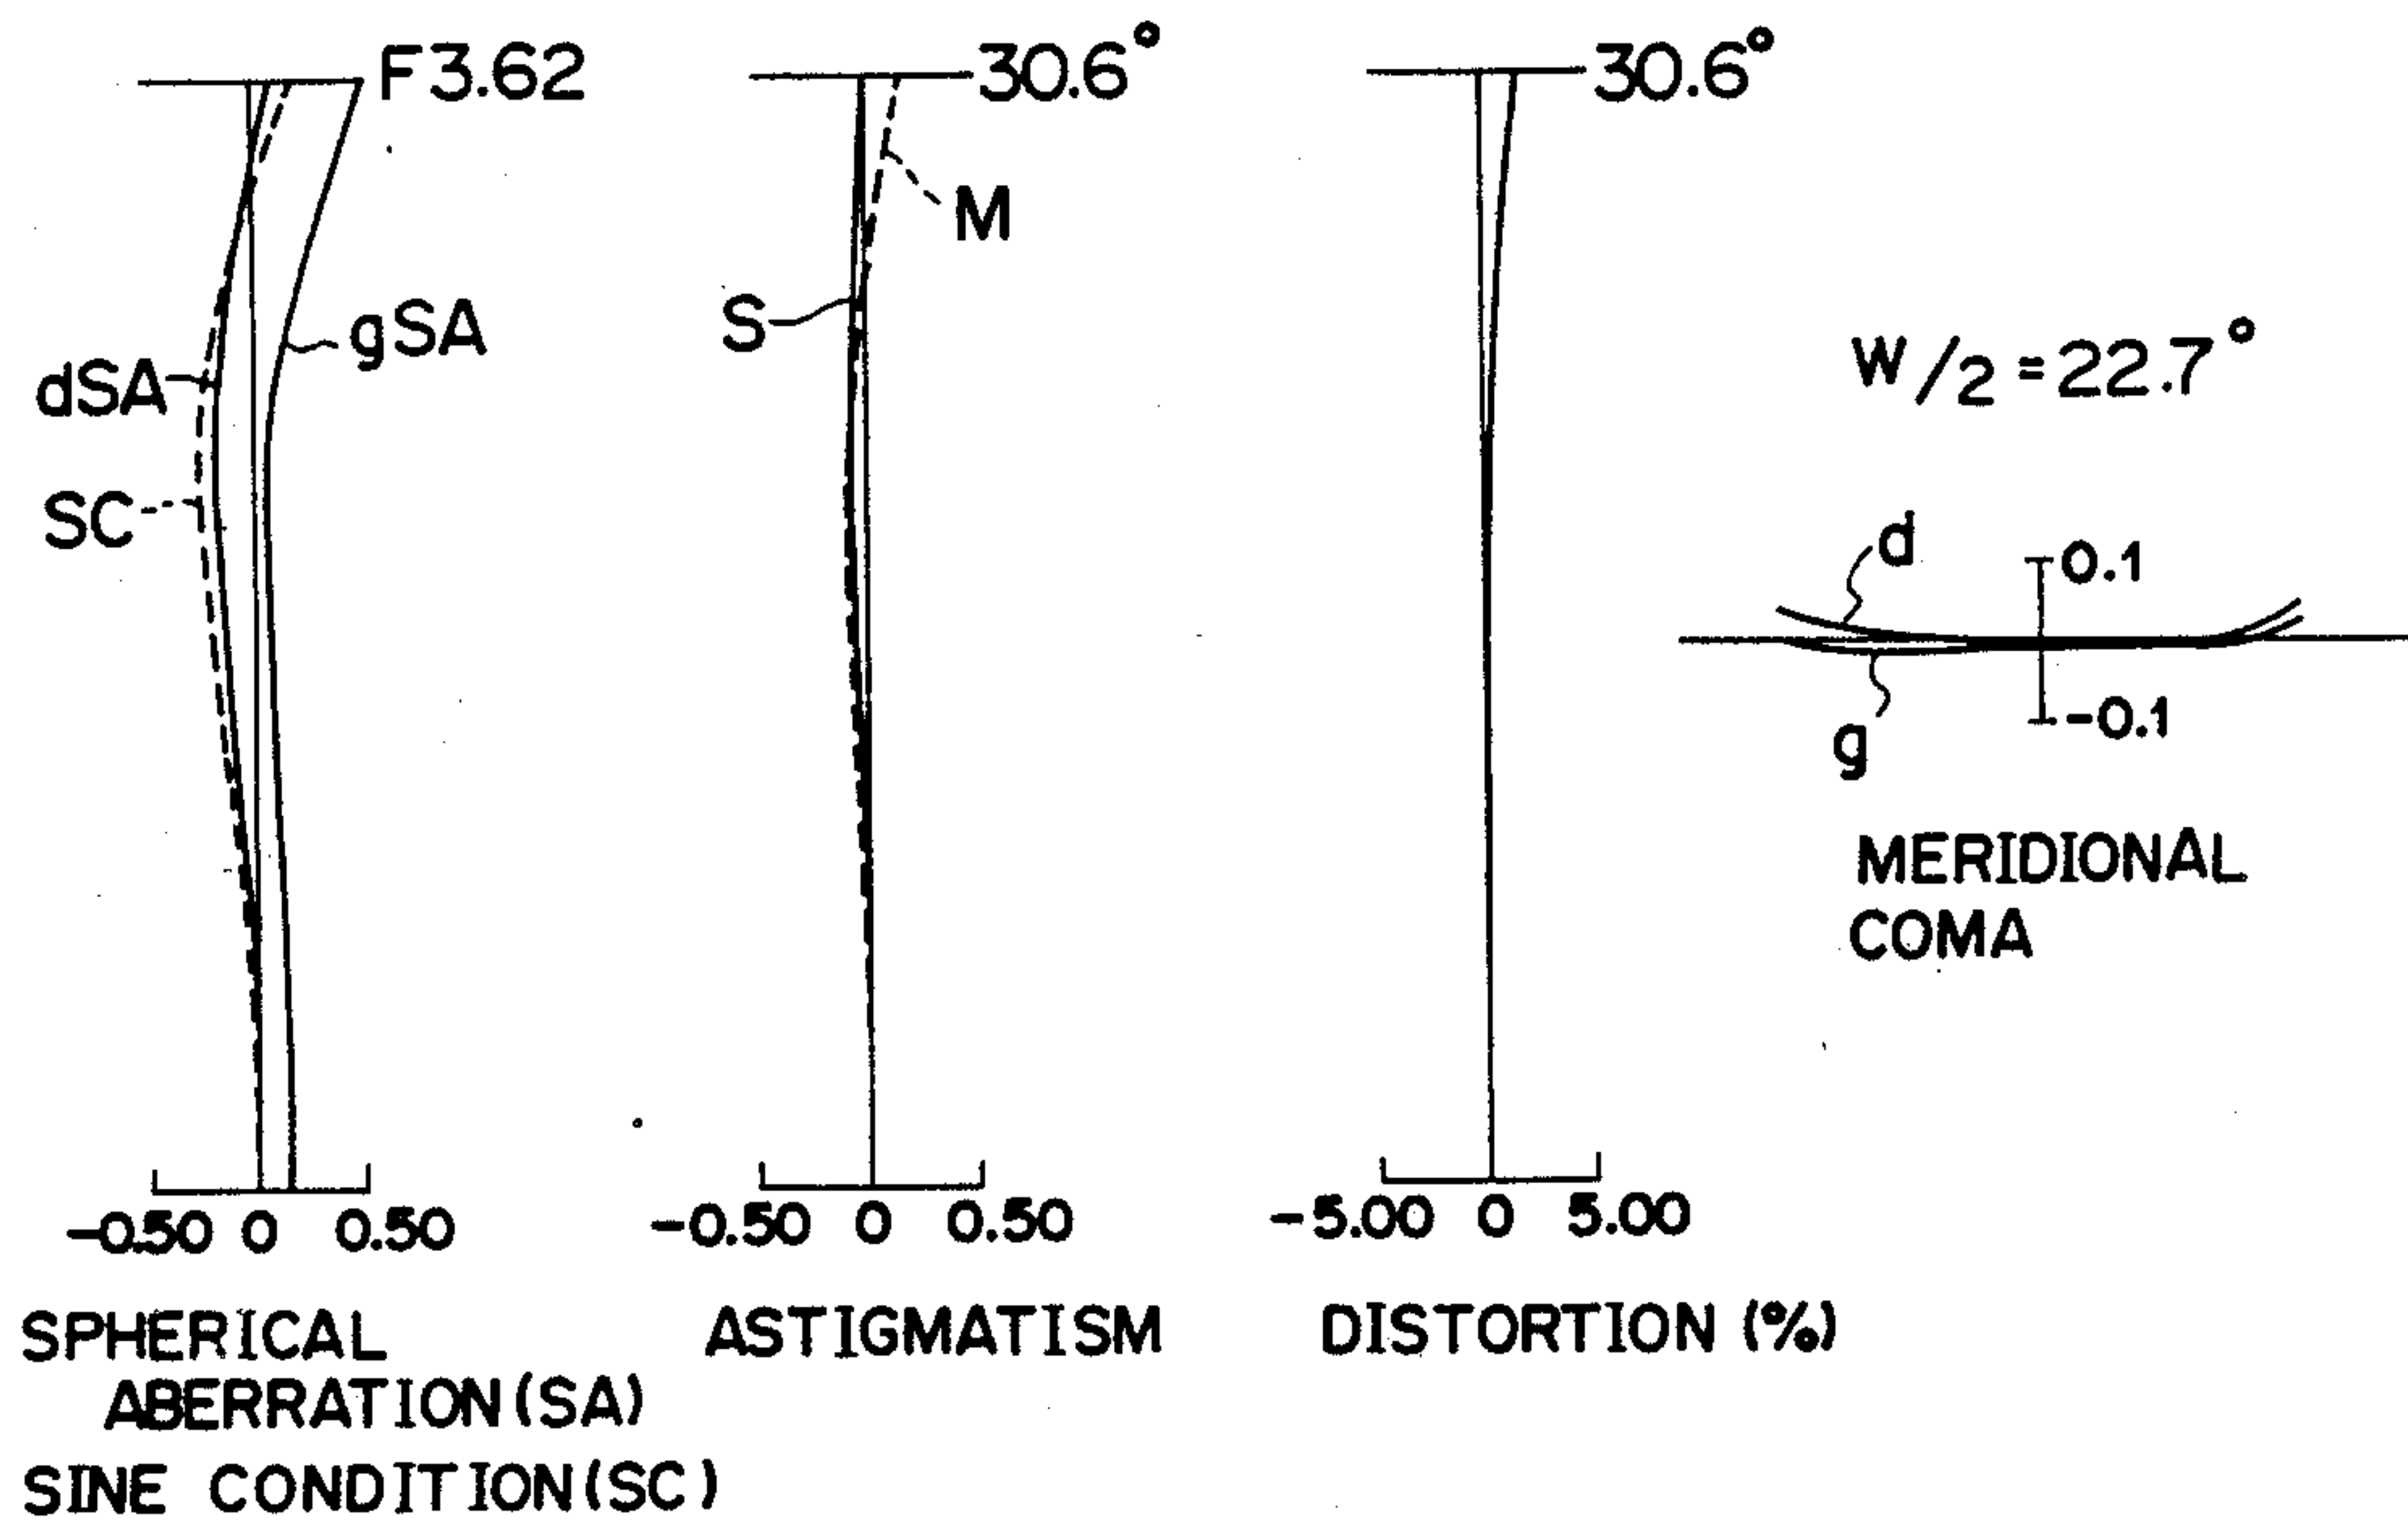 F3.62
dSA
gSA
SC
-0.50 0 0.50
SPHERICAL
ABERRATION(SA)
SINE CONDITION(SC)
30.6°
M
S
-0.50 0 0.50
ASTIGMATISM
30.6°
-5.00 0 5.00
DISTORTION (%)
W/2 = 22.7°
d
0.1
-0.1
g
MERIDIONAL
COMA